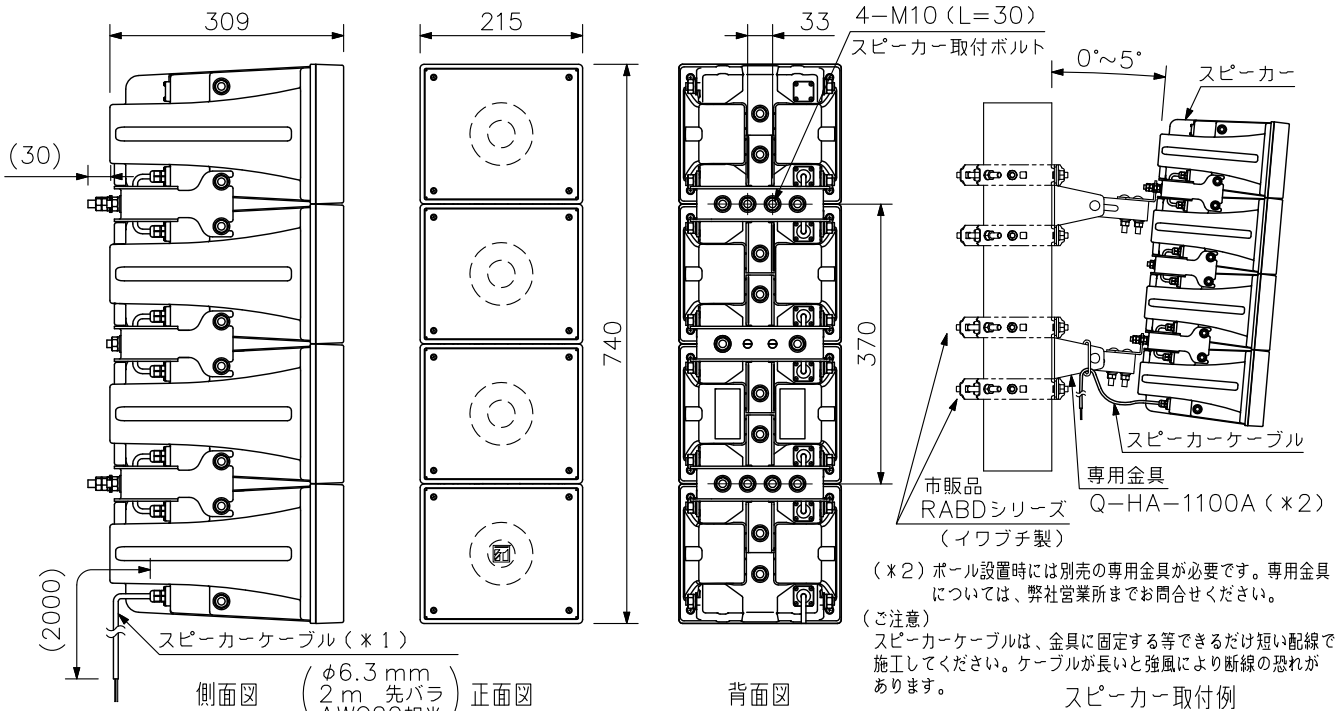 309
215
33
4-M10(L=30)
スピーカー取付ボルト
0°~5°
スピーカー
(30)
740
370
(2000)
スピーカーケーブル(*1)
φ6.3 mm
2 m 先バラ
側面図
正面図
背面図
スピーカーケーブル
専用金具
Q-HA-1100A(*2)
市販品
RABDシリーズ
(イワブチ製)
(*2)ポール設置時には別売の専用金具が必要です。専用金具
については、弊社営業所までお問合せください。
(ご注意)
スピーカーケーブルは、金具に固定する等できるだけ短い配線で
施工してください。ケーブルが長いと強風により断線の恐れが
あります。
スピーカー取付例